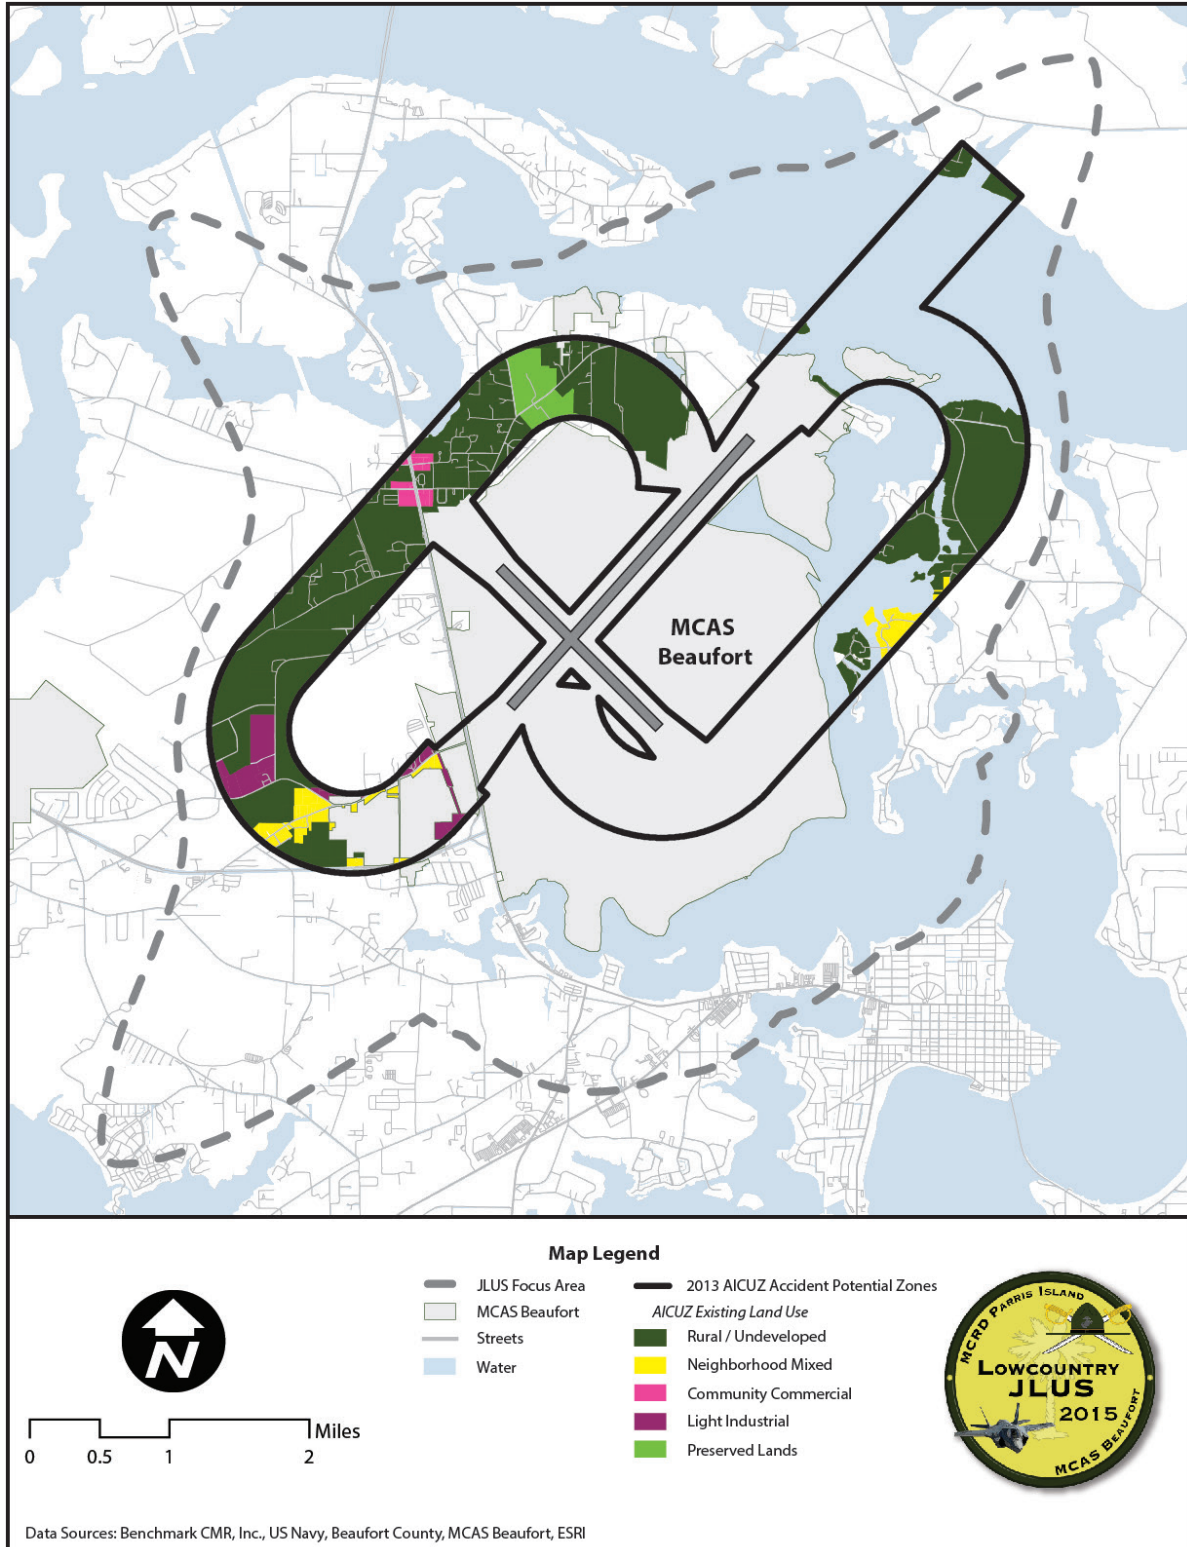 MCAS
Beaufort
Map Legend
JLUS Focus Area
MCAS Beaufort
Streets
Water
2013 AICUZ Accident Potential Zones
AICUZ Existing Land Use
Rural / Undeveloped
Neighborhood Mixed
Community Commercial
Light Industrial
Preserved Lands
N
Miles
0 0.5 1 2
MCRD Parris Island
Lowcountry
JLUS
2015
MCAS Beaufort
Data Sources: Benchmark CMR, Inc., US Navy, Beaufort County, MCAS Beaufort, ESRI